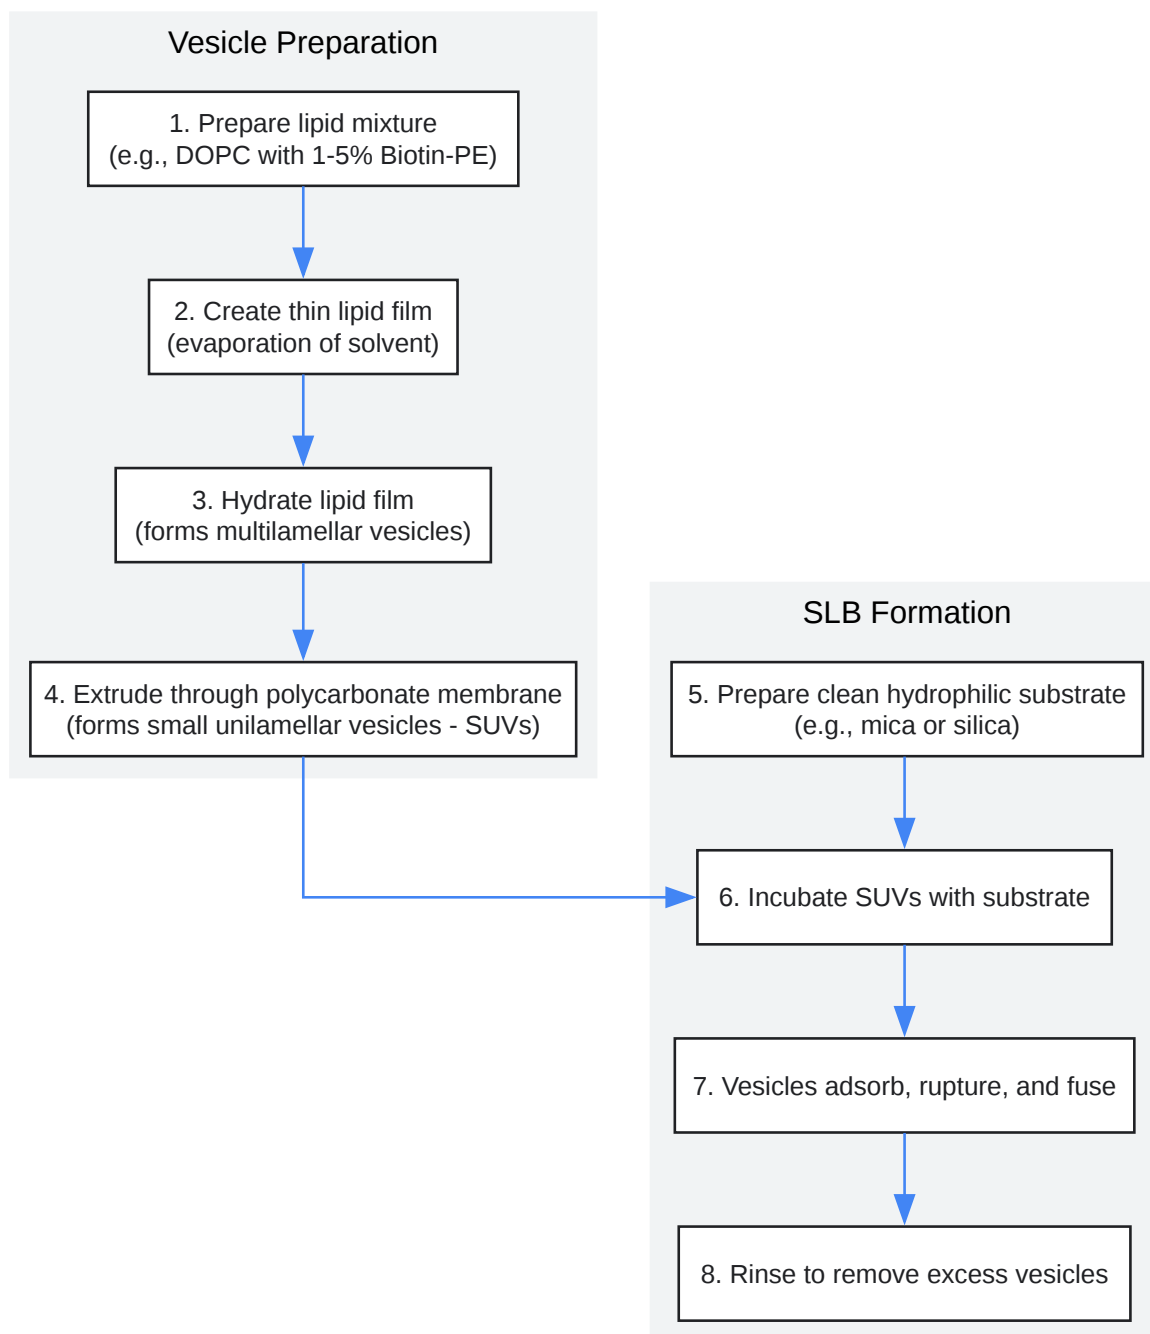 Vesicle Preparation
1. Prepare lipid mixture
(e.g., DOPC with 1-5% Biotin-PE)
2. Create thin lipid film
(evaporation of solvent)
3. Hydrate lipid film
(forms multilamellar vesicles)
4. Extrude through polycarbonate membrane
(forms small unilamellar vesicles - SUVs)
SLB Formation
5. Prepare clean hydrophilic substrate
(e.g., mica or silica)
6. Incubate SUVs with substrate
7. Vesicles adsorb, rupture, and fuse
8. Rinse to remove excess vesicles